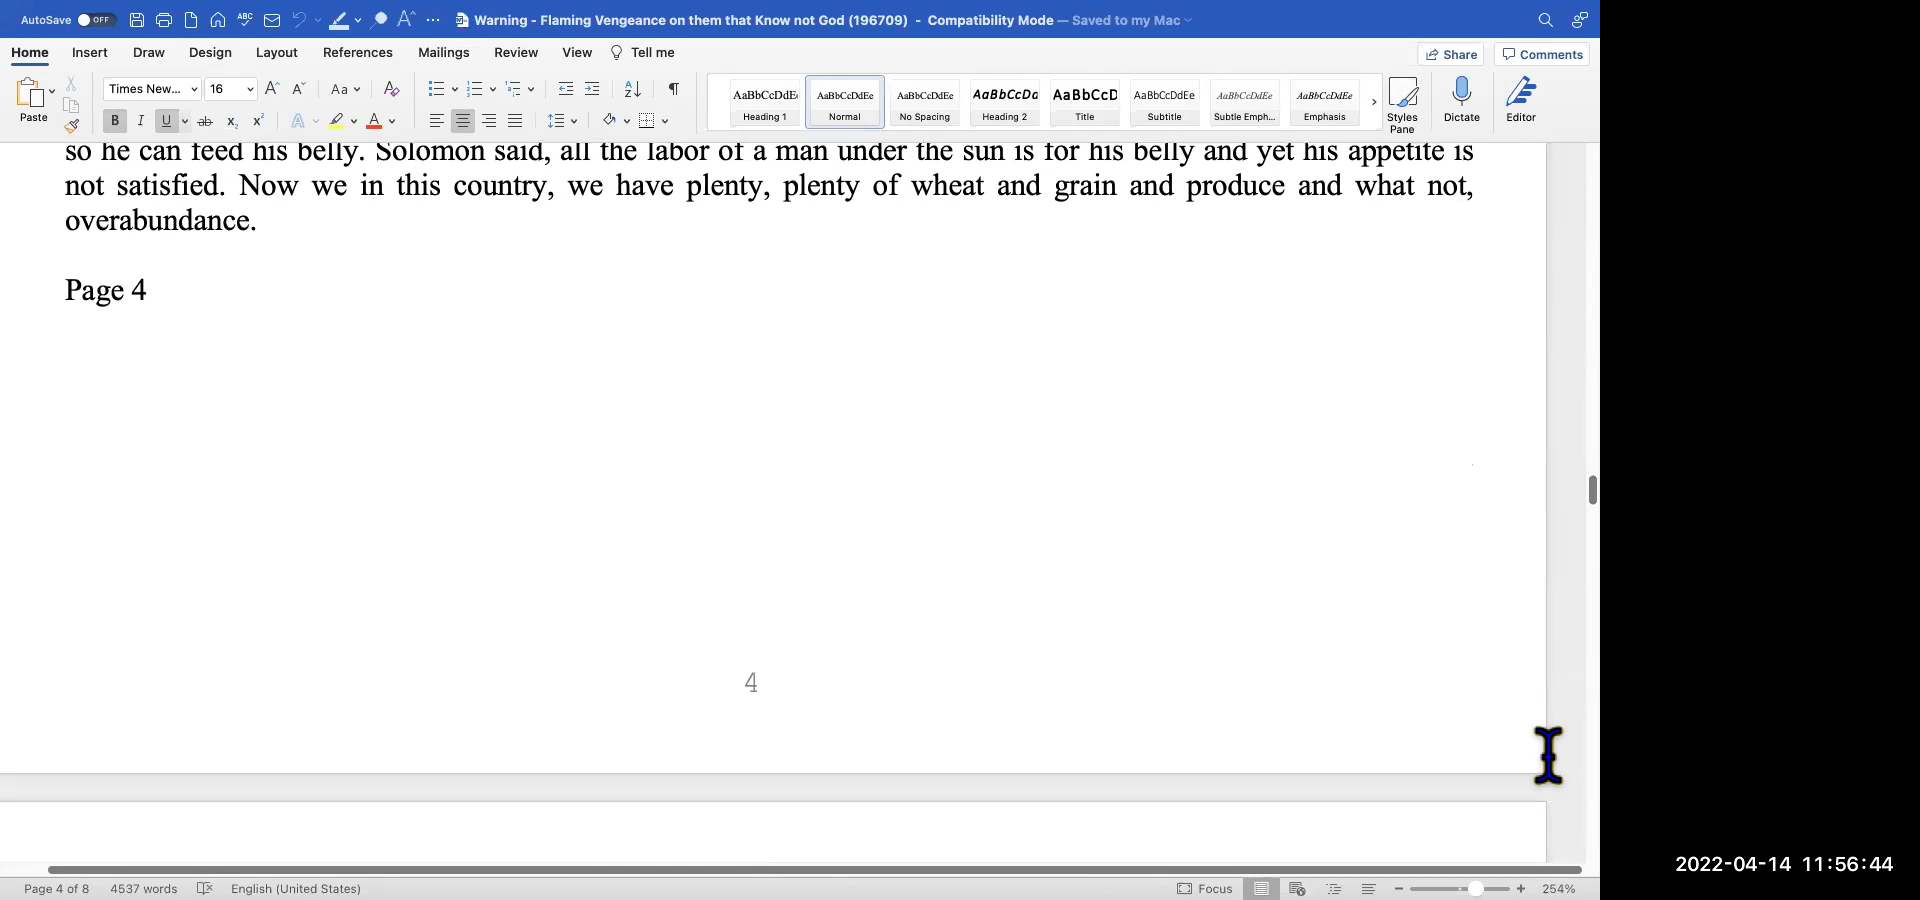 AutoSave OFF ABC ... Warning - Flaming Vengeance on them that Know not God (196709) - Compatibility Mode — Saved to my Mac
Home Insert Draw Design Layout References Mailings Review View Tell me Share Comments
Paste Times New... 16 A A Aa A A Z ¶
B I U ab x₂ x² A A
AaBbCcDdE AaBbCcDdEe AaBbCcDdEe AaBbCcDd AaBbCcD AaBbCcDdEe AaBbCcDdEe AaBbCcDdEe
Heading 1 Normal No Spacing Heading 2 Title Subtitle Subtle Emph... Emphasis
Styles Pane Dictate Editor
so he can feed his belly. Solomon said, all the labor of a man under the sun is for his belly and yet his appetite is
not satisfied. Now we in this country, we have plenty, plenty of wheat and grain and produce and what not,
overabundance.
Page 4
4
Page 4 of 8 4537 words English (United States) Focus 254%
2022-04-14 11:56:44